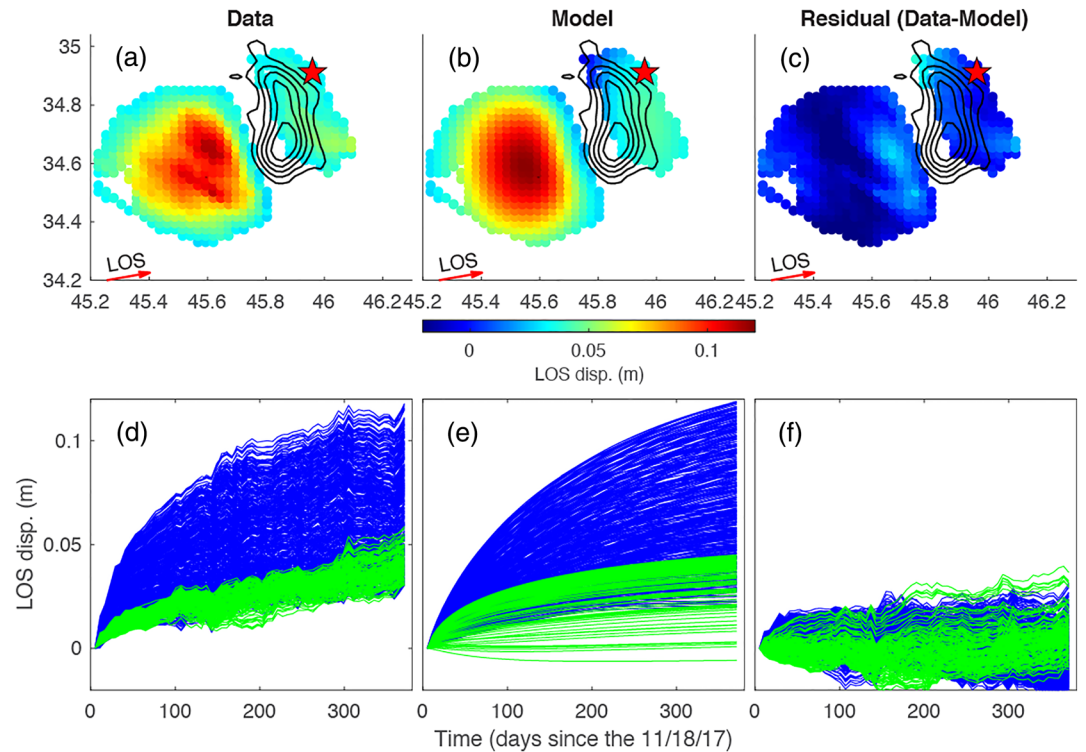 Data Model Residual (Data-Model)
35 (a) (b) (c)
34.8
34.6
34.4
LOS LOS LOS
34.2
45.2 45.4 45.6 45.8 46 46.245.2 45.4 45.6 45.8 46 46.245.2 45.4 45.6 45.8 46 46.2
0 0.05 0.1
LOS disp. (m)
(d) (e) (f)
0.1
0.05
0
LOS disp. (m)
0 100 200 300 0 100 200 300 0 100 200 300
Time (days since the 11/18/17)